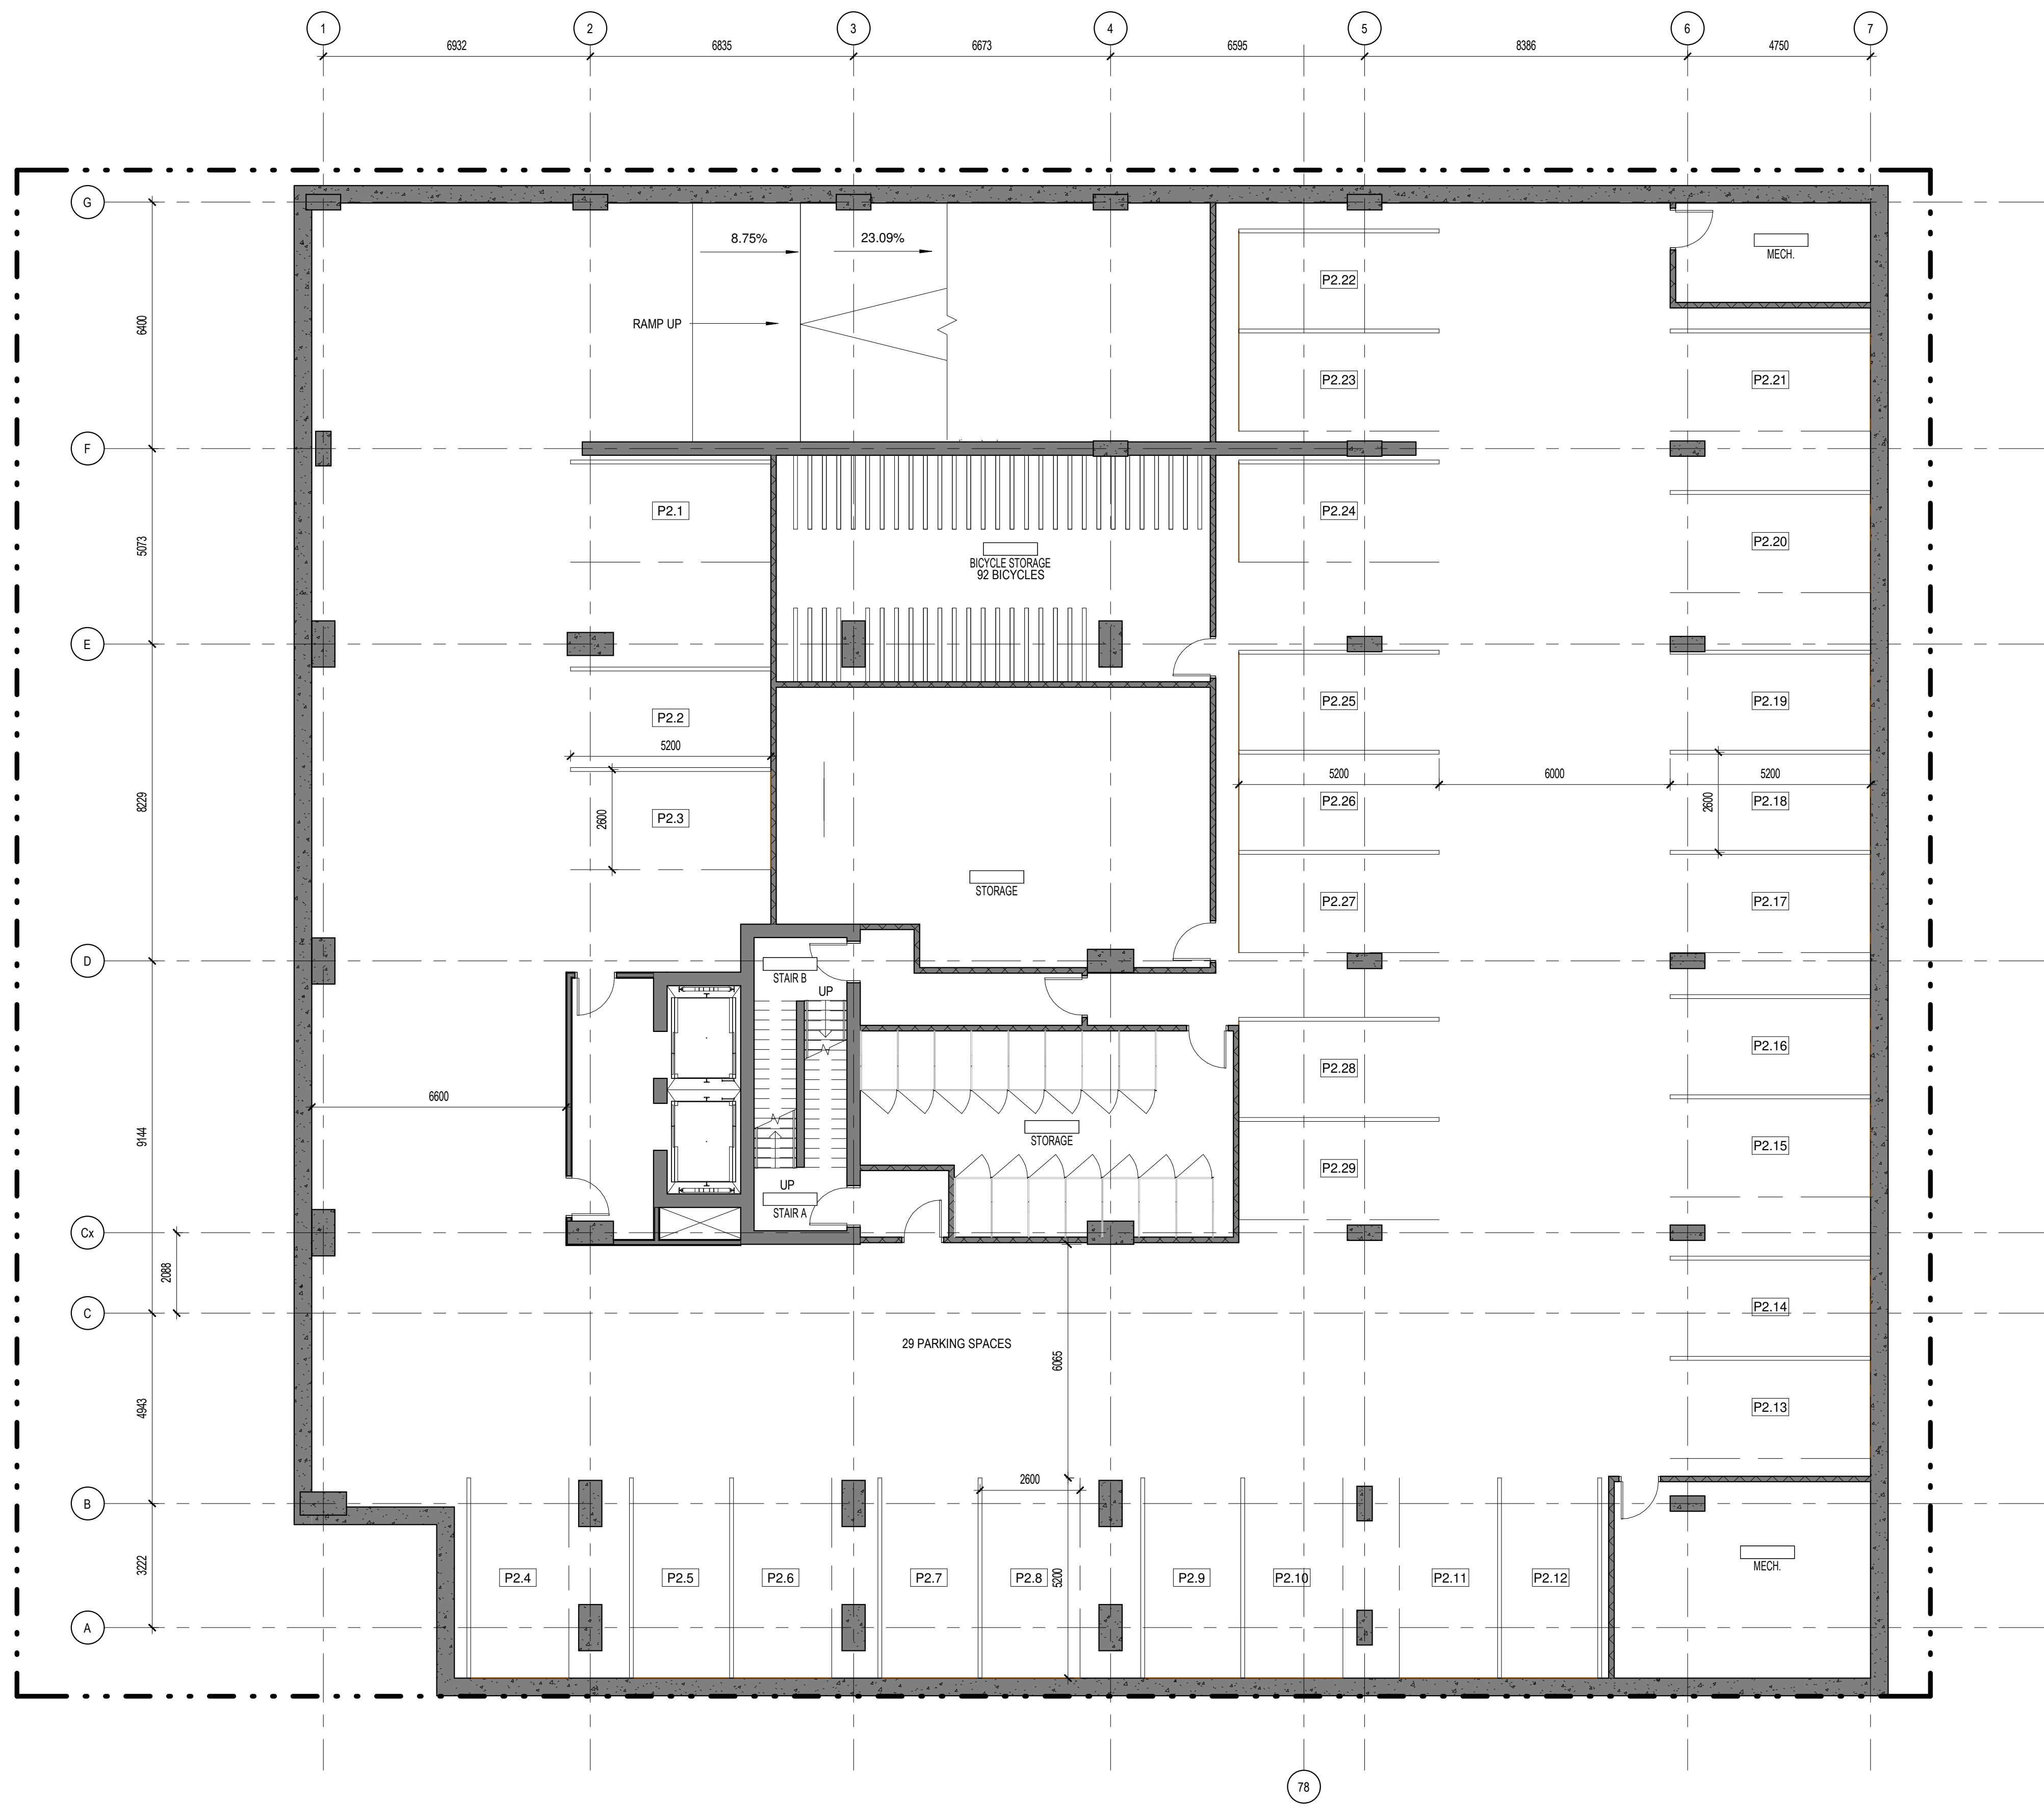 1 2 3 4 5 6 7
6932 6835 6673 6595 8386 4750
G
8.75% 23.09%
MECH.
P2.22
6400
RAMP UP
P2.23 P2.21
F
P2.1 P2.24
5073
P2.20
BICYCLE STORAGE
92 BICYCLES
E
P2.25 P2.19
P2.2
5200
5200 6000 5200
8229
2600
P2.3
P2.26
2600
P2.18
STORAGE
P2.27 P2.17
D
STAIR B
UP
P2.16
P2.28
6600
9144
STORAGE
P2.15
P2.29
UP
STAIR A
Cx
2088
C
P2.14
29 PARKING SPACES
6065
4943
P2.13
2600
B
3222
MECH.
P2.4 P2.5 P2.6 P2.7 P2.8 5200 P2.9 P2.10 P2.11 P2.12
A
78